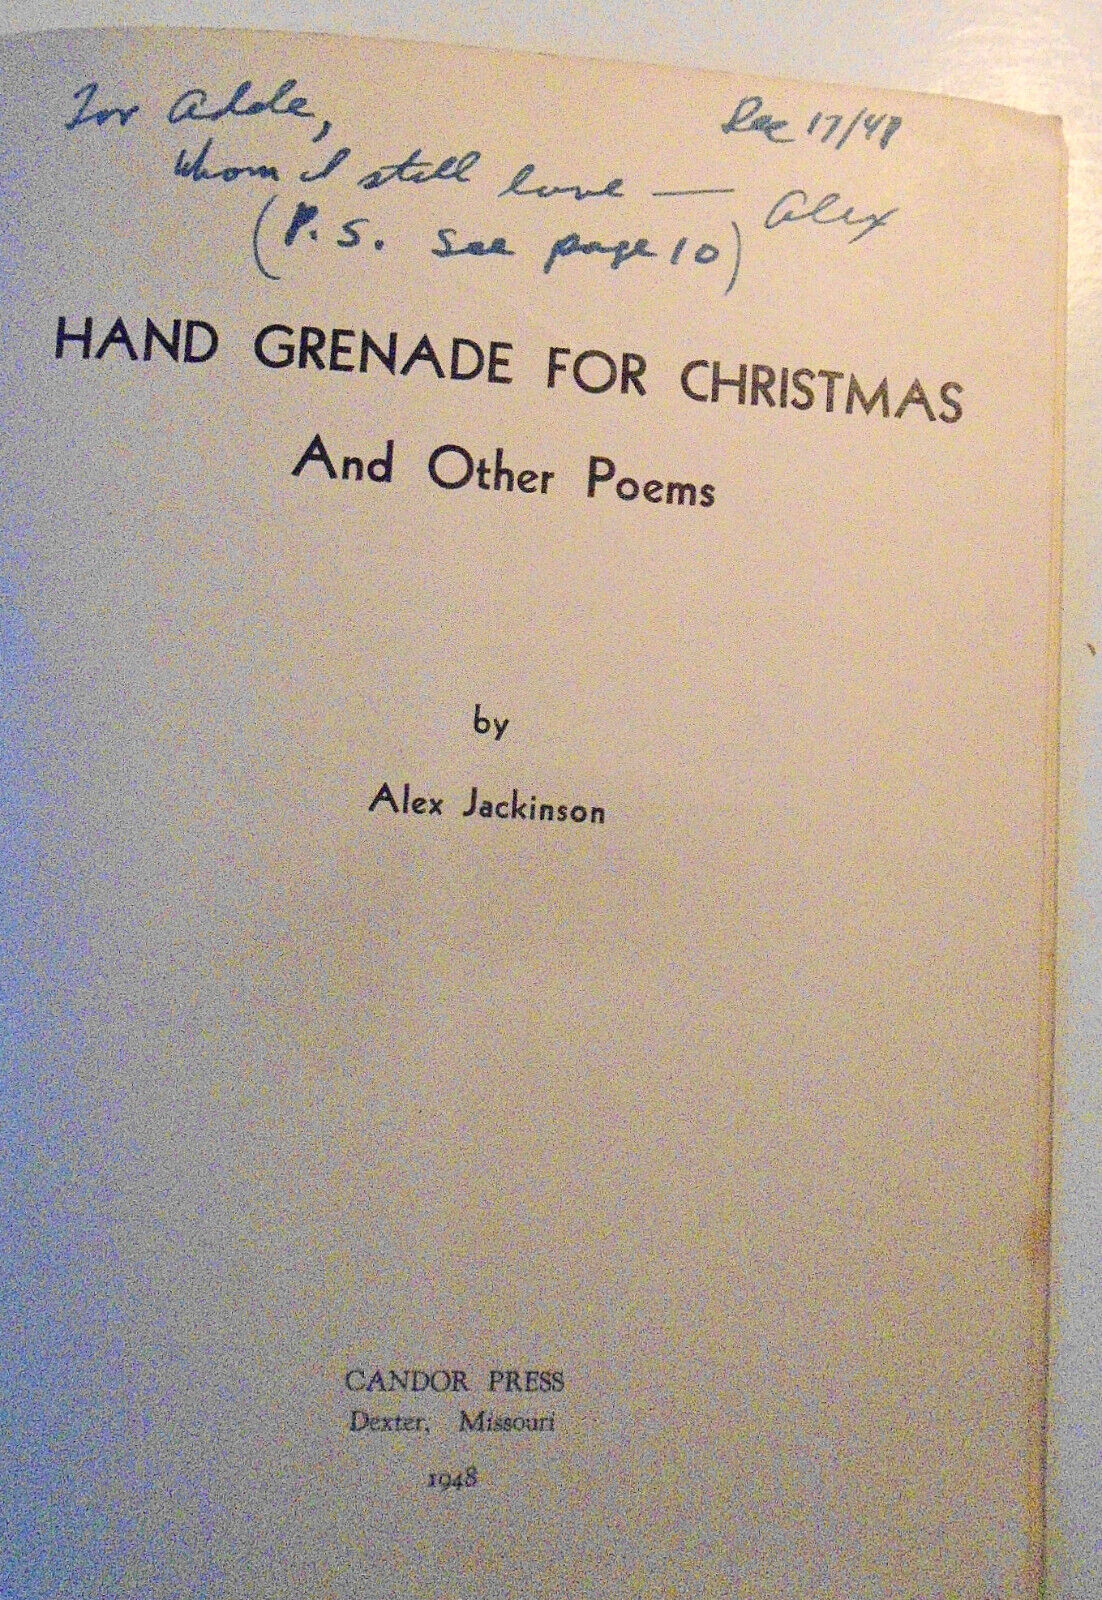 For Adde,
Dec 17/48
whom I still love — Alex
(P.S. See page 10)
HAND GRENADE FOR CHRISTMAS
And Other Poems
by
Alex Jackinson
CANDOR PRESS
Dexter, Missouri
1948